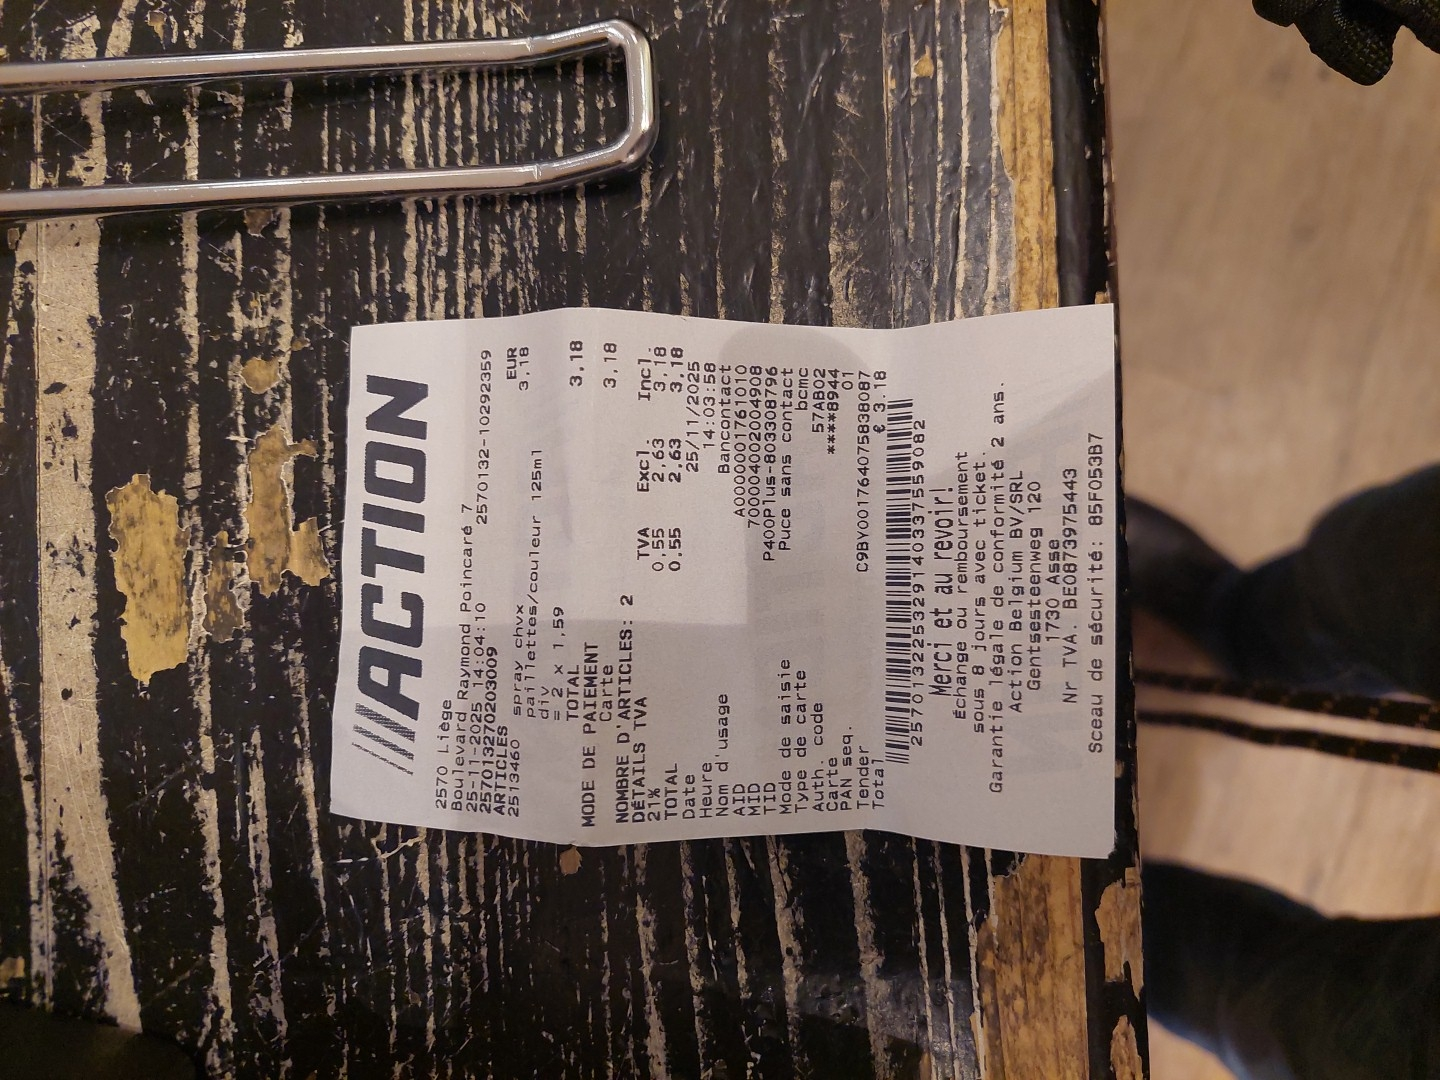 ACTION
2570 Liège
Boulevard Raymond Poincaré 7
25-11-2025 14:04:10 2570132-10292359
2570132702030​09
ARTICLES EUR
2513460 spray chvx 3,18
paillettes/couleur 125ml
div
= 2 x 1,59
TOTAL 3,18
MODE DE PAIEMENT
Carte 3,18
NOMBRE D'ARTICLES: 2
DÉTAILS TVA TVA Excl. Incl.
21% 0,55 2,63 3,18
TOTAL 0,55 2,63 3,18
Date 25/11/2025
Heure 14:03:58
Nom d'usage Bancontact
AID A0000001761010
MID 700004002004908
TID P400Plus-803308796
Mode de saisie Puce sans contact
Type de carte bcmc
Auth. code 57AB02
Carte ****8944
PAN seq. 01
Tender C9BY001764075838087
Total € 3.18
2570132253291403375559082
Merci et au revoir!
Échange ou remboursement
sous 8 jours avec ticket.
Garantie légale de conformité 2 ans.
Action Belgium BV/SRL
Gentsesteenweg 120
1730 Asse
Nr TVA. BE0873975443
Sceau de sécurité: 85F053B7